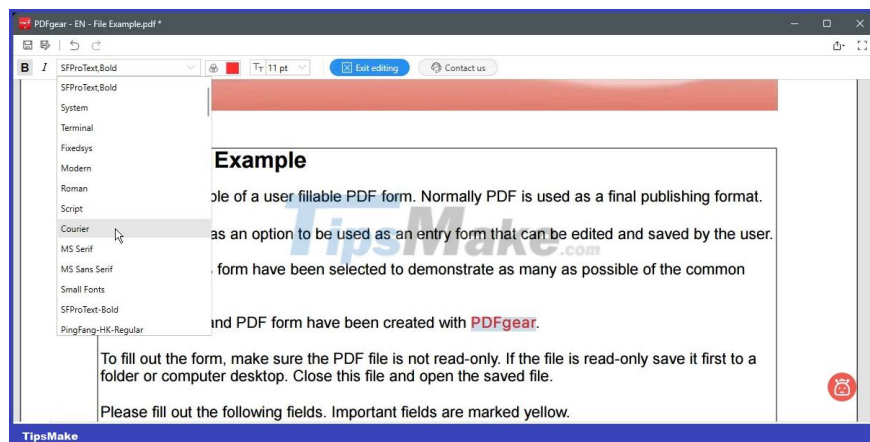 PDFgear - EN - File Example.pdf *
B I SFProText,Bold TT 11 pt Exit editing Contact us
SFProText,Bold
System
Terminal
Fixedsys
Modern
Roman
Script
Courier
MS Serif
MS Sans Serif
Small Fonts
SFProText-Bold
PingFang-HK-Regular
Example
of a user fillable PDF form. Normally PDF is used as a final publishing format.
as an option to be used as an entry form that can be edited and saved by the user.
form have been selected to demonstrate as many as possible of the common
PDF form have been created with PDFgear.
To fill out the form, make sure the PDF file is not read-only. If the file is read-only save it first to a
folder or computer desktop. Close this file and open the saved file.
Please fill out the following fields. Important fields are marked yellow.
TipsMake.com
TipsMake